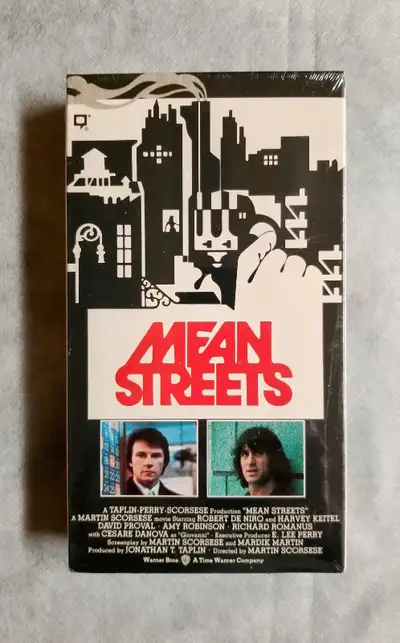 MEAN
STREETS
A TAPLIN-PERRY-SCORSESE Production "MEAN STREETS"
A MARTIN SCORSESE movie Starring ROBERT DE NIRO and HARVEY KEITEL
DAVID PROVAL · AMY ROBINSON · RICHARD ROMANUS
with CESARE DANOVA as "Giovanni" · Executive Producer E. LEE PERRY
Screenplay by MARTIN SCORSESE and MARDIK MARTIN
Produced by JONATHAN T. TAPLIN · Directed by MARTIN SCORSESE
Warner Bros. A Time Warner Company